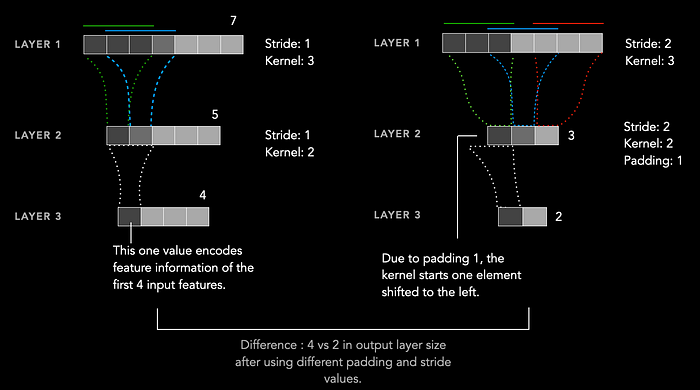 7
LAYER 1
Stride: 1
Kernel: 3
5
LAYER 2
Stride: 1
Kernel: 2
4
LAYER 3
This one value encodes
feature information of the
first 4 input features.
LAYER 1
Stride: 2
Kernel: 3
LAYER 2
3
Stride: 2
Kernel: 2
Padding: 1
LAYER 3
2
Due to padding 1, the
kernel starts one element
shifted to the left.
Difference : 4 vs 2 in output layer size
after using different padding and stride
values.